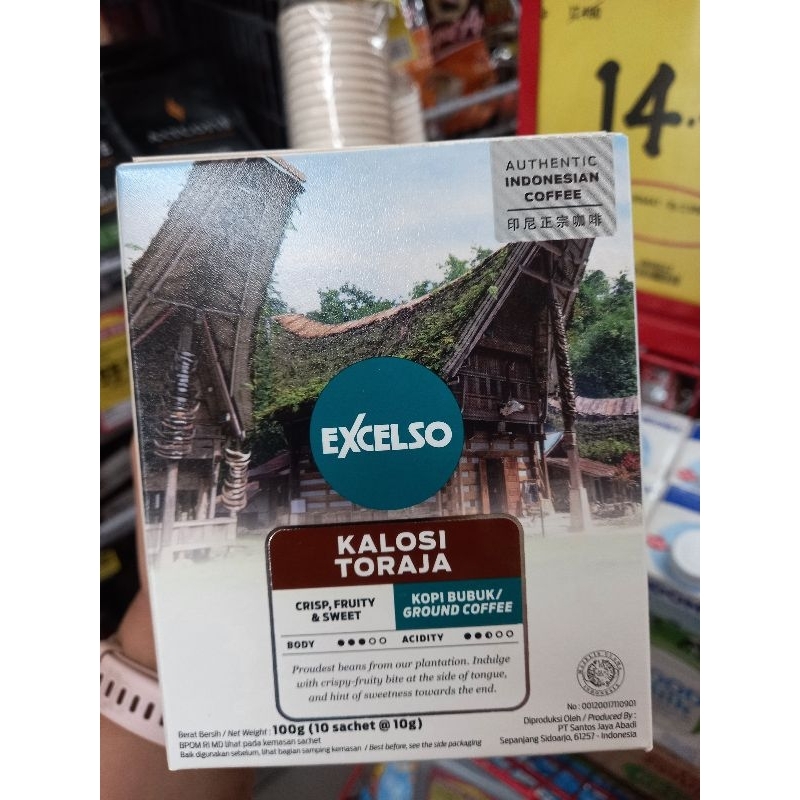 14.
AUTHENTIC
INDONESIAN
COFFEE
印尼正宗咖啡
EXCELSO
KALOSI
TORAJA
CRISP, FRUITY
& SWEET
KOPI BUBUK/
GROUND COFFEE
BODY
ACIDITY
Proudest beans from our plantation. Indulge
with crispy-fruity bite at the side of tongue,
and hint of sweetness towards the end.
Berat Bersih / Net Weight: 100g (10 sachet @ 10g)
BPOM RI MD lihat pada kemasan sachet
Baik digunakan sebelum, lihat bagian samping kemasan / Best before, see the side packaging
No : 00120017110901
Diproduksi Oleh / Produced By :
PT Santos Jaya Abadi
Sepanjang Sidoarjo, 61257 - Indonesia